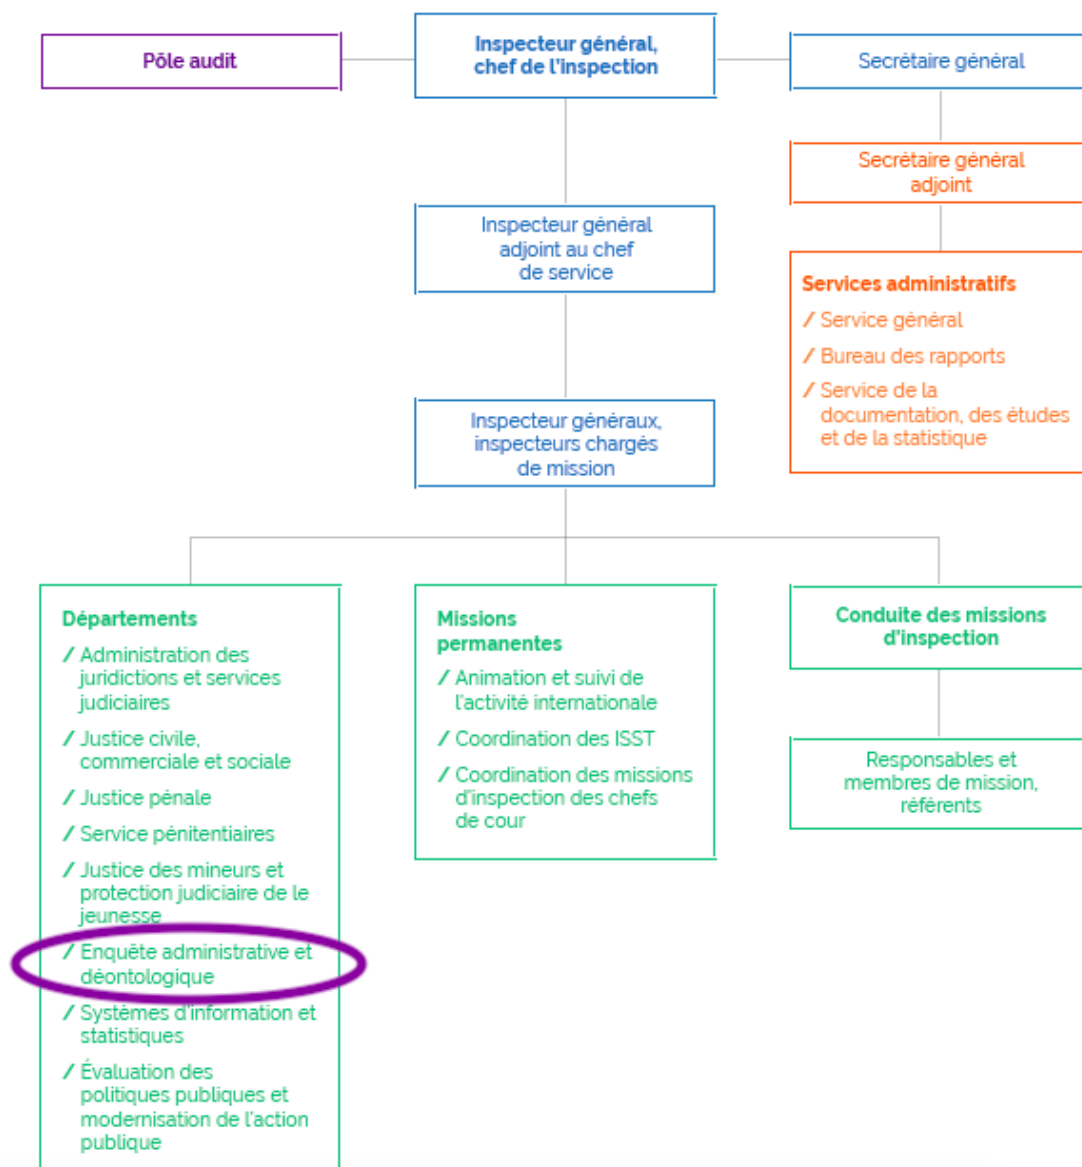 Pôle audit
Inspecteur général,
chef de l'inspection
Secrétaire général
Secrétaire général
adjoint
Inspecteur général
adjoint au chef
de service
Services administratifs
/ Service général
/ Bureau des rapports
/ Service de la
documentation, des études
et de la statistique
Inspecteur généraux,
inspecteurs chargés
de mission
Départements
/ Administration des
juridictions et services
judiciaires
/ Justice civile,
commerciale et sociale
/ Justice pénale
/ Service pénitentiaires
/ Justice des mineurs et
protection judiciaire de le
jeunesse
/ Enquête administrative et
déontologique
/ Systèmes d'information et
statistiques
/ Évaluation des
politiques publiques et
modernisation de l'action
publique
Missions
permanentes
/ Animation et suivi de
l'activité internationale
/ Coordination des ISST
/ Coordination des missions
d'inspection des chefs
de cour
Conduite des missions
d'inspection
Responsables et
membres de mission,
référents